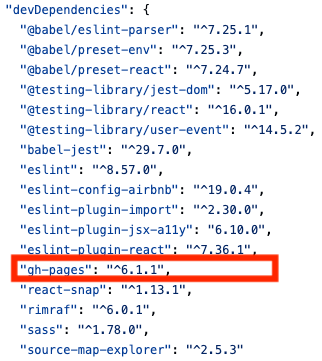 "devDependencies": {
"@babel/eslint-parser": "^7.25.1",
"@babel/preset-env": "^7.25.3",
"@babel/preset-react": "^7.24.7",
"@testing-library/jest-dom": "^5.17.0",
"@testing-library/react": "^16.0.1",
"@testing-library/user-event": "^14.5.2",
"babel-jest": "^29.7.0",
"eslint": "^8.57.0",
"eslint-config-airbnb": "^19.0.4",
"eslint-plugin-import": "^2.30.0",
"eslint-plugin-jsx-a11y": "6.10.0",
"eslint-plugin-react": "^7.36.1",
"gh-pages": "^6.1.1",
"react-snap": "^1.13.1",
"rimraf": "^6.0.1",
"sass": "^1.78.0",
"source-map-explorer": "^2.5.3"